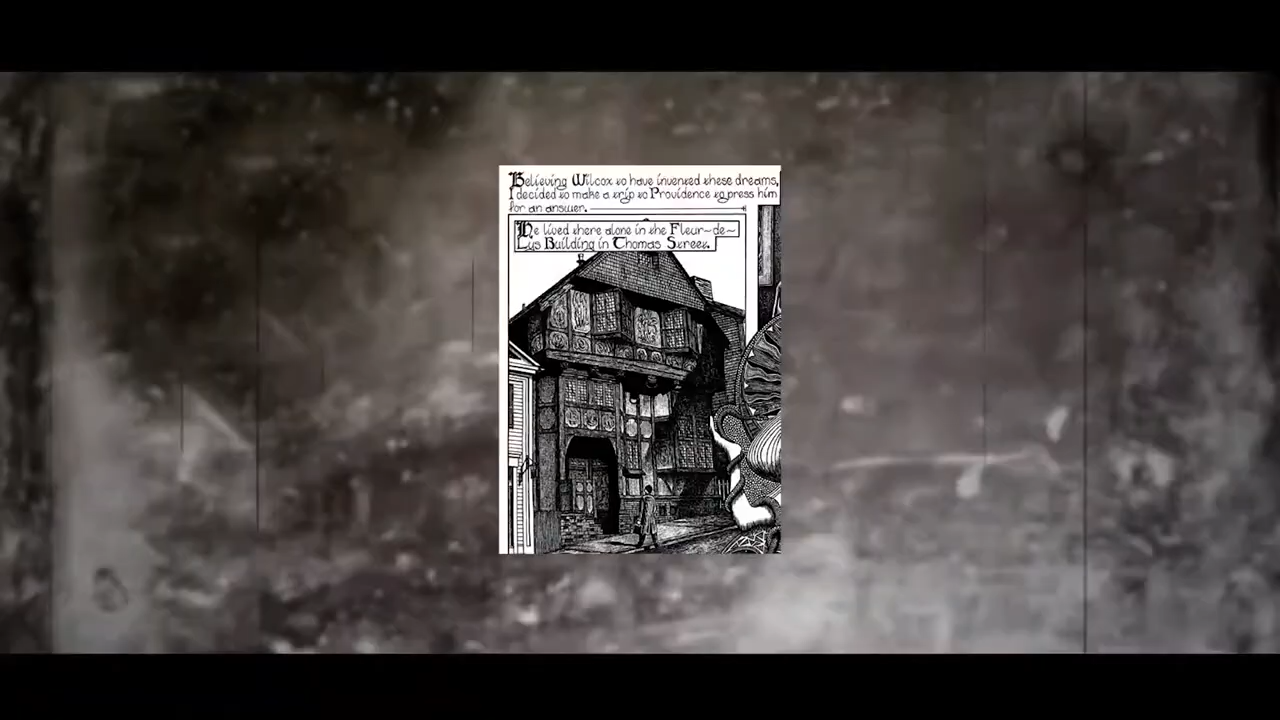 Believing Wilcox to have invented these dreams,
I decided to make a trip to Providence to press him
for an answer.
He lived there alone in the Fleur-de-
Lys Building in Thomas Street.